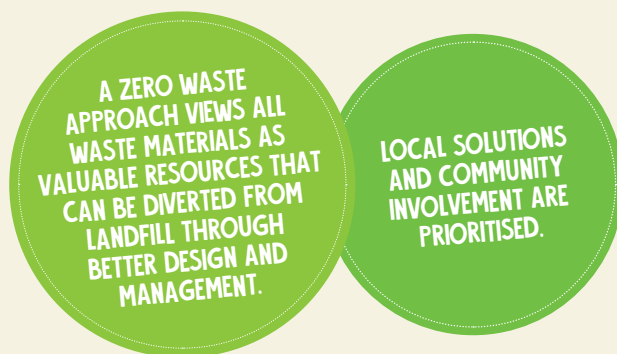 A ZERO WASTE
APPROACH VIEWS ALL
WASTE MATERIALS AS
VALUABLE RESOURCES THAT
CAN BE DIVERTED FROM
LANDFILL THROUGH
BETTER DESIGN AND
MANAGEMENT.
LOCAL SOLUTIONS
AND COMMUNITY
INVOLVEMENT ARE
PRIORITISED.